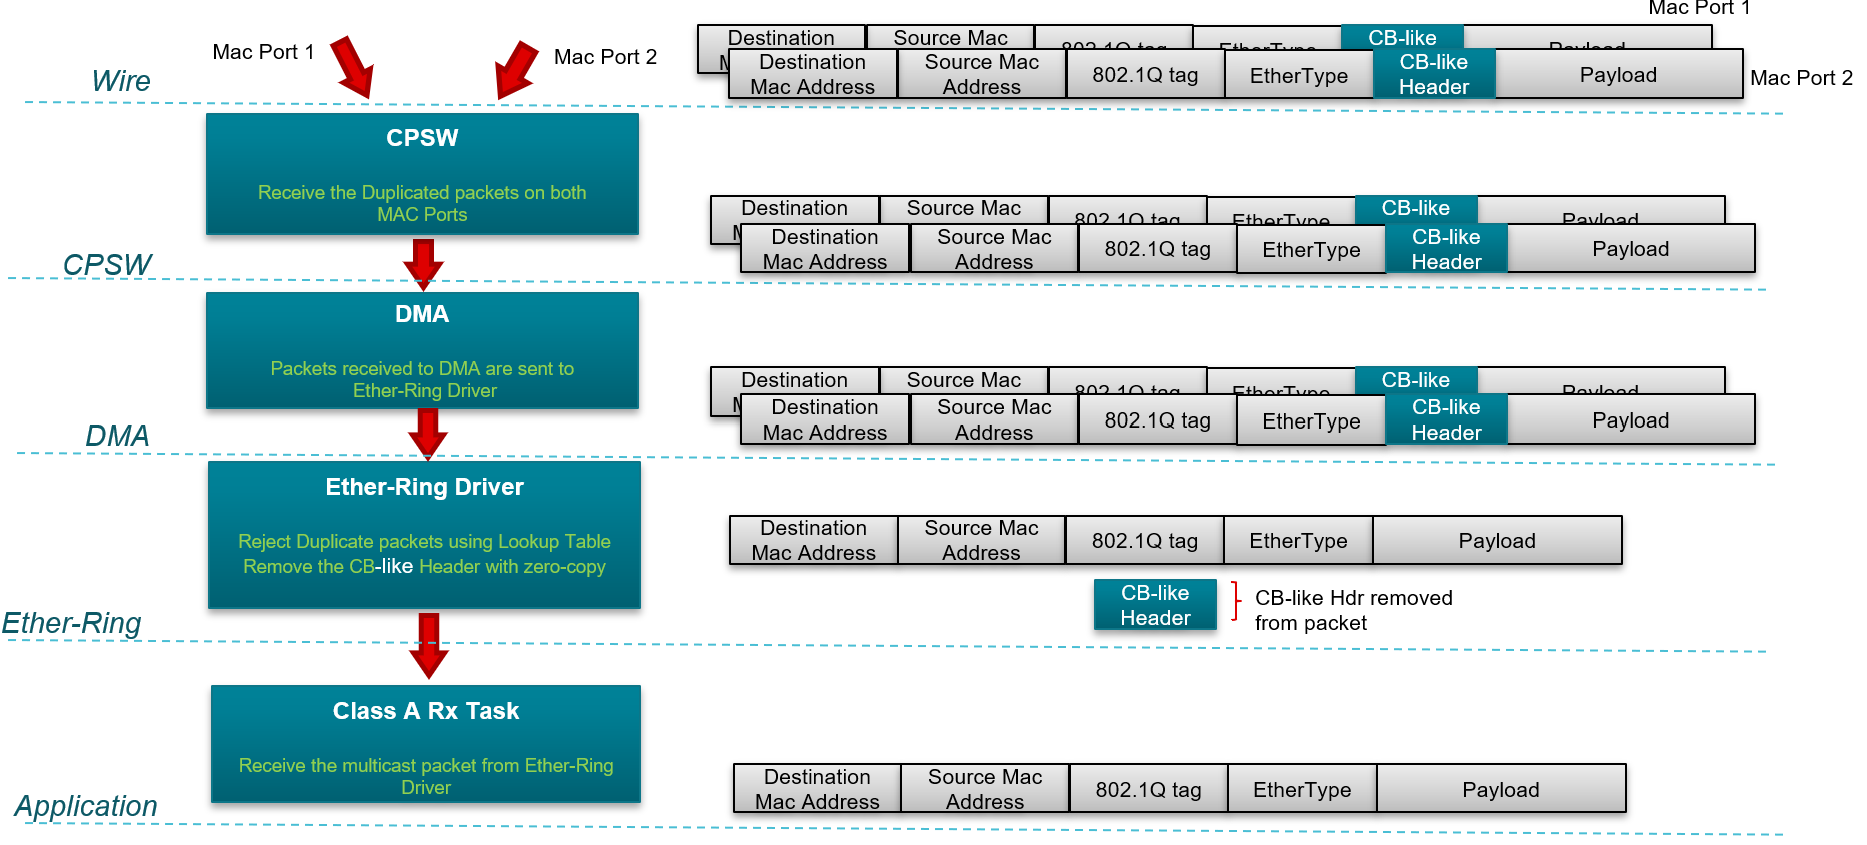 Mac Port 1
Mac Port 1
Mac Port 2
Wire
Destination
Source Mac
802.1Q tag
EtherType
CB-like
Payload
Destination
Mac Address
Source Mac
Address
802.1Q tag
EtherType
CB-like
Header
Payload
Mac Port 2
CPSW
Receive the Duplicated packets on both
MAC Ports
CPSW
Destination
Source Mac
802.1Q tag
EtherType
CB-like
Payload
Destination
Mac Address
Source Mac
Address
802.1Q tag
EtherType
CB-like
Header
Payload
DMA
Packets received to DMA are sent to
Ether-Ring Driver
DMA
Destination
Source Mac
802.1Q tag
EtherType
CB-like
Payload
Destination
Mac Address
Source Mac
Address
802.1Q tag
EtherType
CB-like
Header
Payload
Ether-Ring Driver
Reject Duplicate packets using Lookup Table
Remove the CB-like Header with zero-copy
Ether-Ring
Destination
Mac Address
Source Mac
Address
802.1Q tag
EtherType
Payload
CB-like
Header
CB-like Hdr removed
from packet
Class A Rx Task
Receive the multicast packet from Ether-Ring
Driver
Application
Destination
Mac Address
Source Mac
Address
802.1Q tag
EtherType
Payload